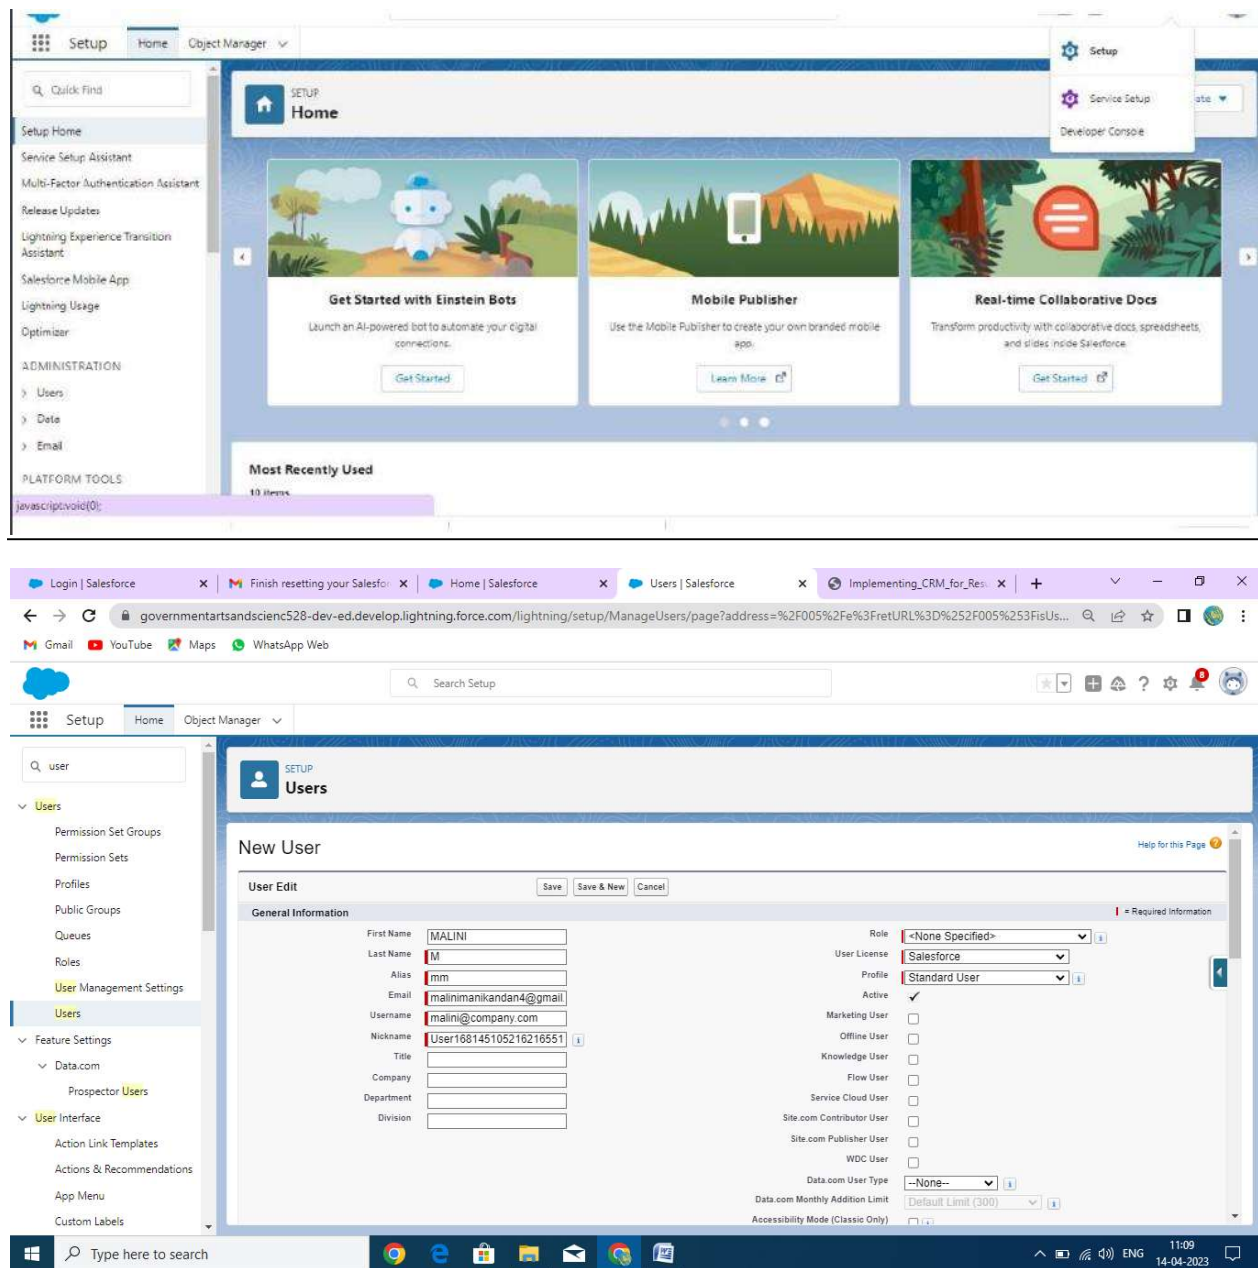 Setup
Home
Object Manager
Setup
Quick Find
SETUP
Home
Service Setup
Developer Console
Setup Home
Service Setup Assistant
Multi-Factor Authentication Assistant
Release Updates
Lightning Experience Transition
Assistant
Salesforce Mobile App
Lightning Usage
Optimizer
ADMINISTRATION
Users
Data
Email
PLATFORM TOOLS
javascript:void(0);
Get Started with Einstein Bots
Launch an AI-powered bot to automate your digital
connections.
Get Started
Mobile Publisher
Use the Mobile Publisher to create your own branded mobile
app.
Learn More
Real-time Collaborative Docs
Transform productivity with collaborative docs, spreadsheets,
and slides inside Salesforce.
Get Started
Most Recently Used
10 items
Login | Salesforce
Finish resetting your Salesfor
Home | Salesforce
Users | Salesforce
Implementing_CRM_for_Resu
governmentartsandscienc528-dev-ed.develop.lightning.force.com/lightning/setup/ManageUsers/page?address=%2F005%2Fe%3FretURL%3D%252F005%253FisUs...
Gmail
YouTube
Maps
WhatsApp Web
Search Setup
8
Setup
Home
Object Manager
user
SETUP
Users
Users
Permission Set Groups
Permission Sets
Profiles
Public Groups
Queues
Roles
User Management Settings
Users
Feature Settings
Data.com
Prospector Users
User Interface
Action Link Templates
Actions & Recommendations
App Menu
Custom Labels
New User
Help for this Page
User Edit
Save
Save & New
Cancel
General Information
= Required Information
First Name MALINI
Last Name M
Alias mm
Email malinimanikandan4@gmail.
Username malini@company.com
Nickname User168145105216216551
Title
Company
Department
Division
Role <None Specified>
User License Salesforce
Profile Standard User
Active
Marketing User
Offline User
Knowledge User
Flow User
Service Cloud User
Site.com Contributor User
Site.com Publisher User
WDC User
Data.com User Type --None--
Data.com Monthly Addition Limit Default Limit (300)
Accessibility Mode (Classic Only)
Type here to search
ENG
11:09
14-04-2023